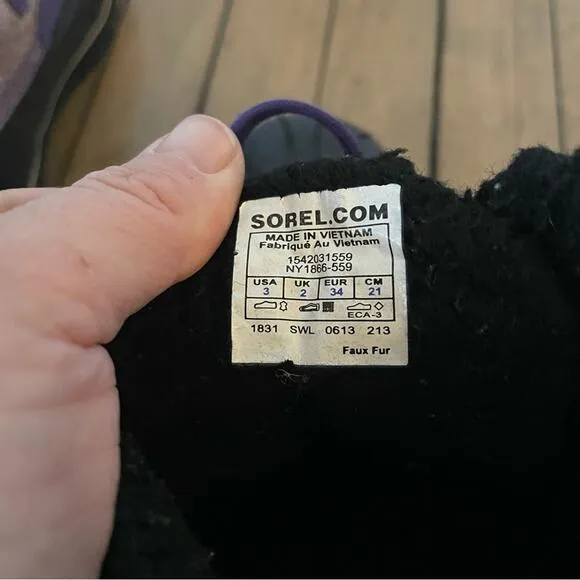 SOREL.COM
MADE IN VIETNAM
Fabriqué Au Vietnam
1542031559
NY1866-559
USA UK EUR CM
3 2 34 21
ECA-3
1831 SWL 0613 213
Faux Fur